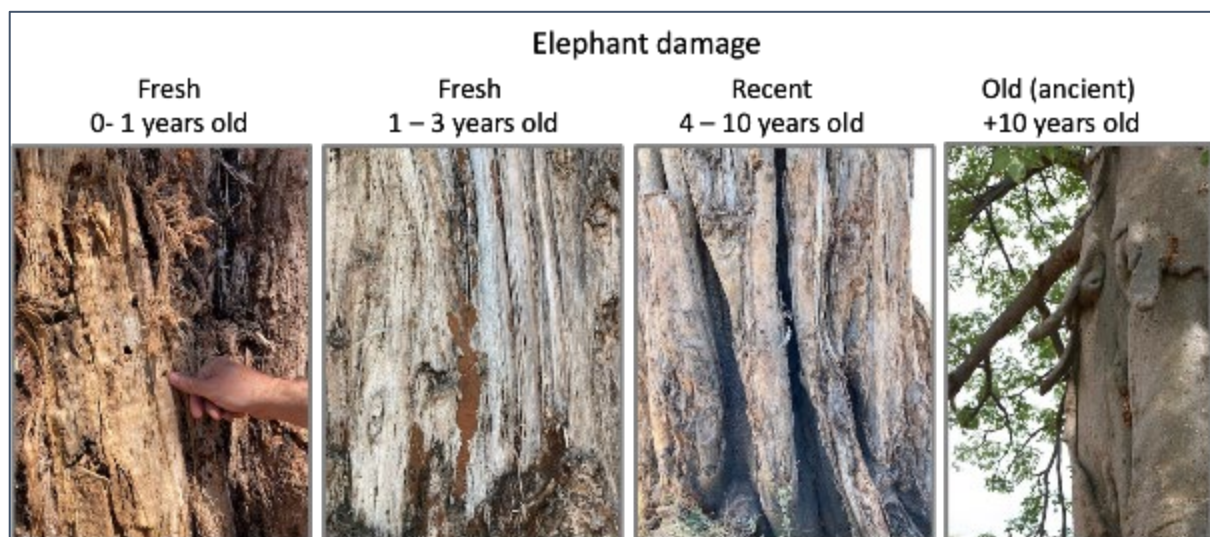 Elephant damage
Fresh
0- 1 years old
Fresh
1 – 3 years old
Recent
4 – 10 years old
Old (ancient)
+10 years old